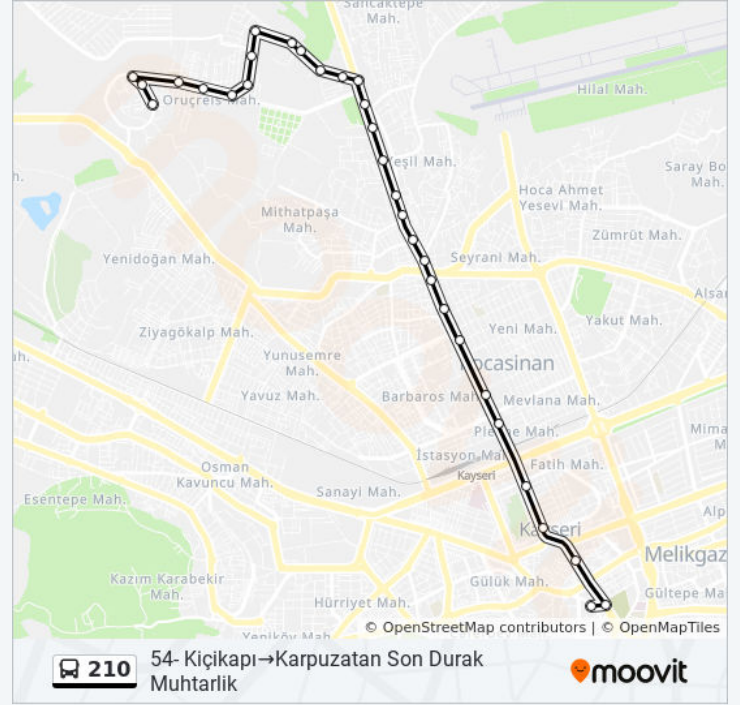 Sancaktepe
Mah.
Oruçreis Mah.
Hilal Mah.
Yeşil Mah.
Saray Bo
Mah.
h.
Hoca Ahmet
Yesevi Mah.
Mithatpaşa
Mah.
Zümrüt Mah.
Yenidoğan Mah.
Seyrani Mah.
Alsa
Ziyagökalp Mah.
Yeni Mah.
Yakut Mah.
ah.
Yunusemre
Mah.
Kocasinan
Yavuz Mah.
Barbaros Mah.
Mevlana Mah.
Mah.
Mima
M
İstasyon Mah.
Fatih Mah.
Osman
Kavuncu Mah.
Kayseri
Esentepe Mah.
Sanayi Mah.
Alp
Kayseri
Melikgaz
Kazım Karabekir
Mah.
Gülük Mah.
Gültepe Ma
Hürriyet Mah.
© OpenStreetMap contributors | © OpenMapTiles
Yeniköy Mah.
210
54- Kiçikapı→Karpuzatan Son Durak
Muhtarlik
moovit